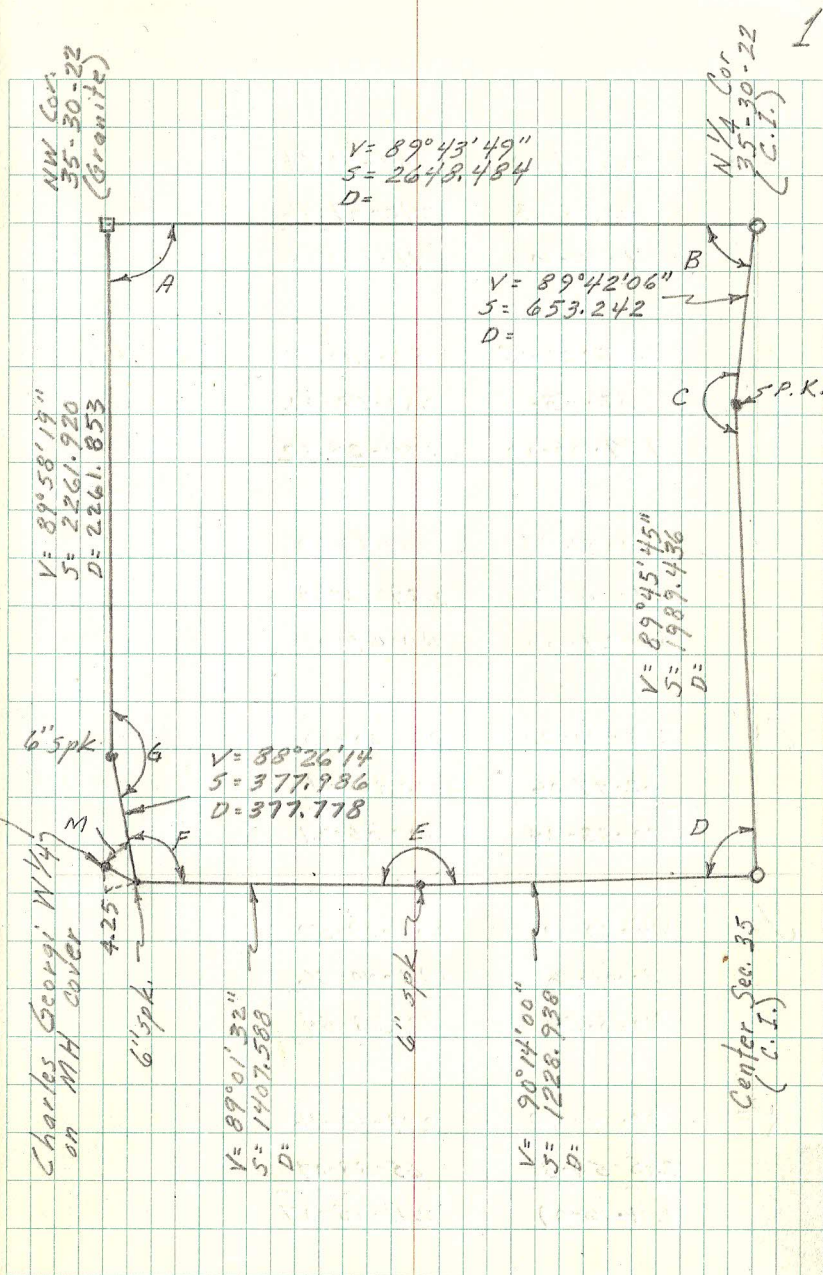 1
NW Cor.
35-30-22
(Granite)
N 1/4 Cor
35-30-22
(C.I.)
V= 89°43'49"
S= 2648.484
D=
A
B
V= 89°42'06"
S= 653.242
D=
C
S P.K.
V= 89°58'19"
S= 2261.920
D= 2261.853
V= 89°45'45"
S= 1989.436
D=
6" spk
G
V= 88°26'14
S= 377.986
D= 377.778
M
F
E
D
Charles Georgi W 1/4
on MH cover
4.25
6" spk.
V= 89°01'32"
S= 1407.588
D=
6" spk
V= 90°14'00"
S= 1228.938
D=
Center Sec. 35
(C.I.)